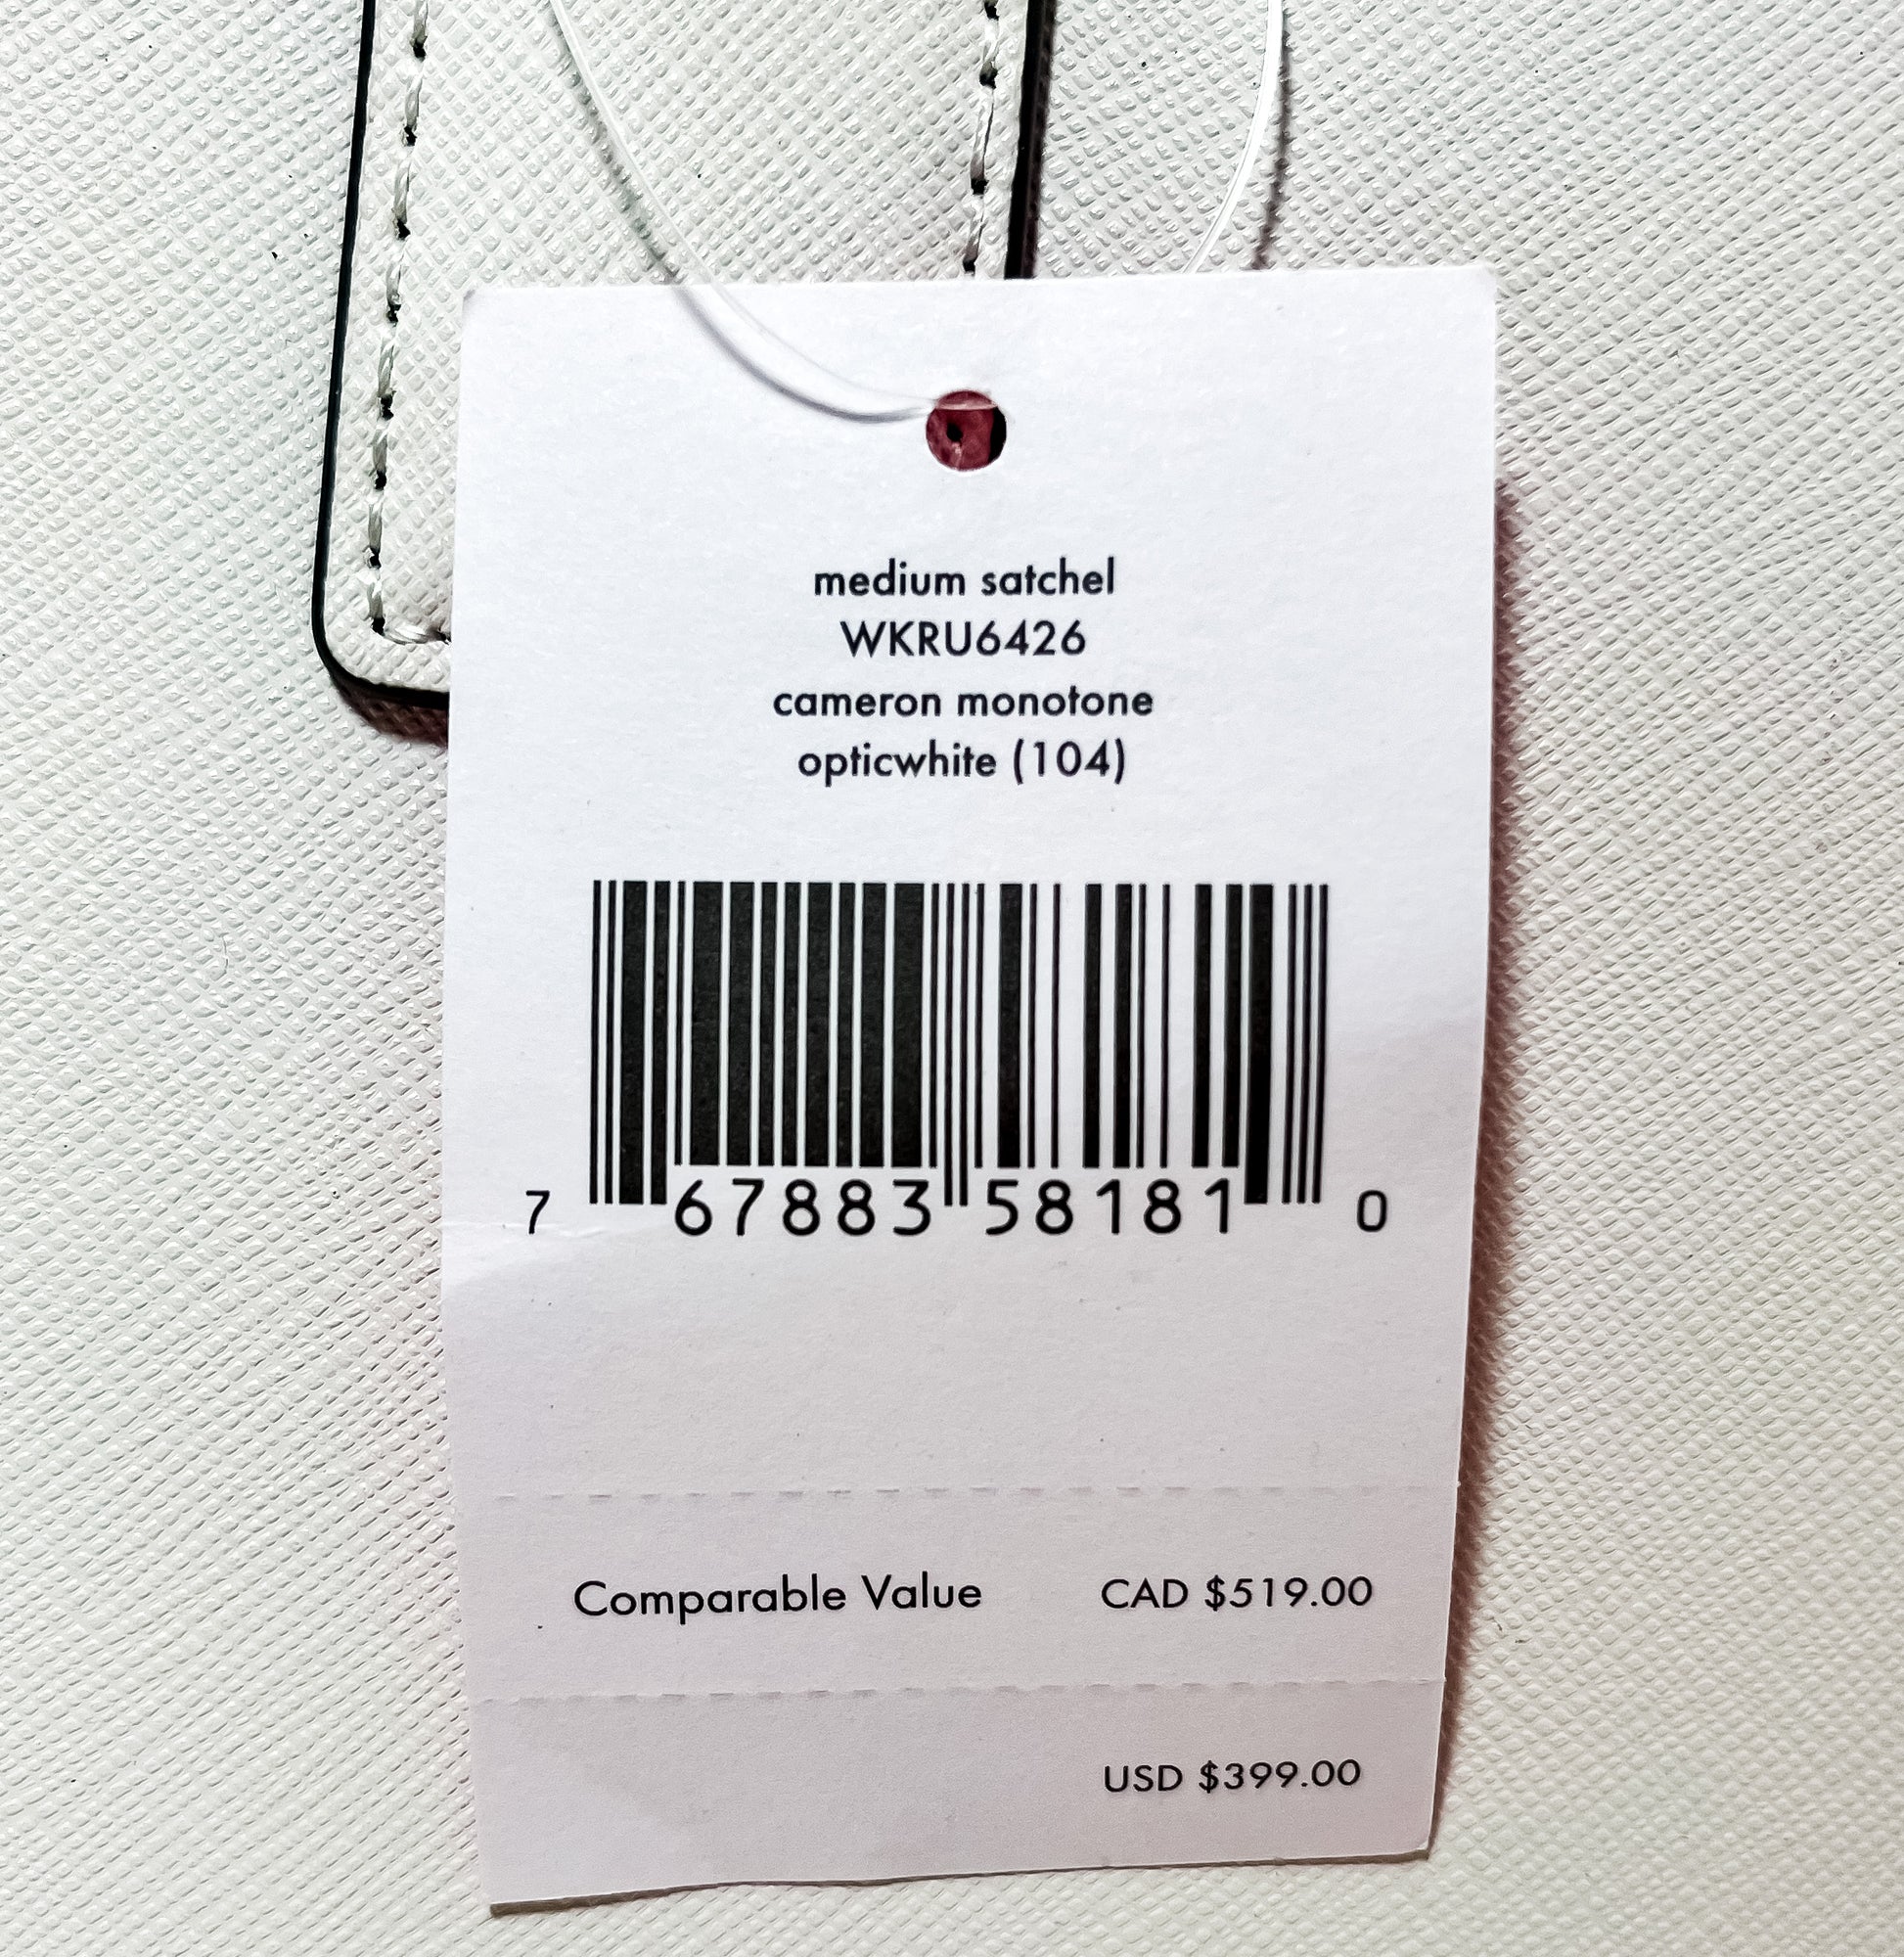 medium satchel
WKRU6426
cameron monotone
opticwhite (104)
7 67883 58181 0
Comparable Value CAD $519.00
USD $399.00